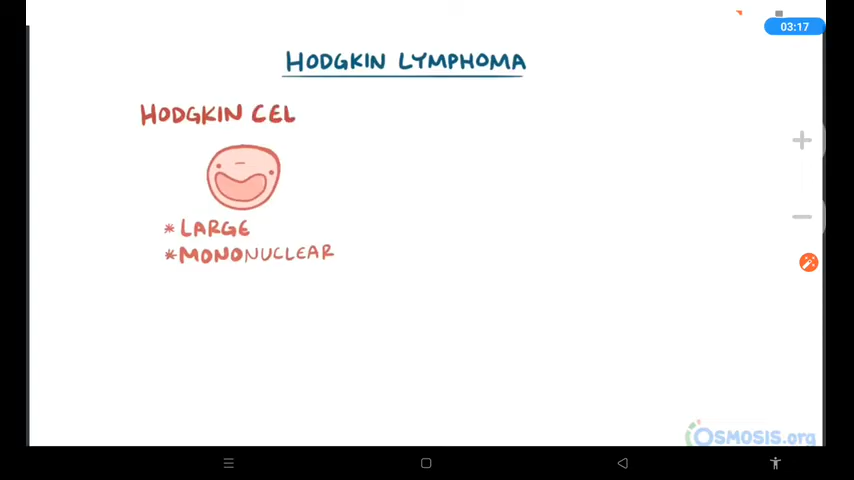 03:17
HODGKIN LYMPHOMA
HODGKIN CEL
* LARGE
* MONONUCLEAR
OSMOSIS.org